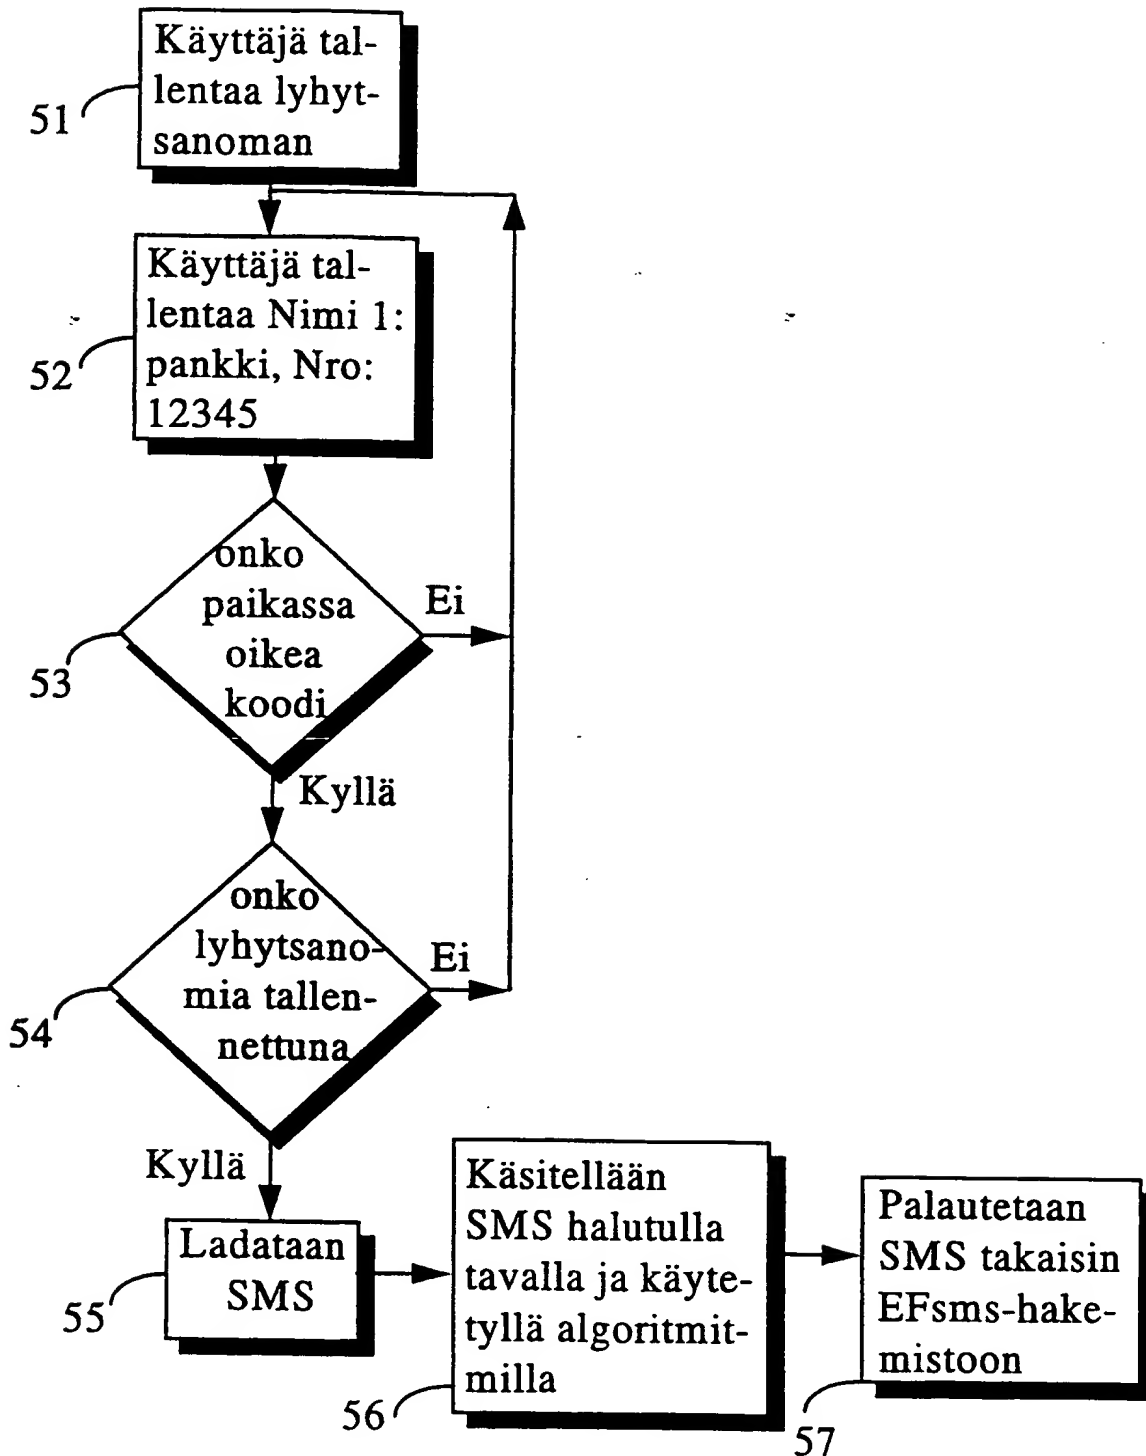 Käyttäjä tal-
lentaa lyhyt-
sanoman
51
Käyttäjä tal-
lentaa Nimi 1:
pankki, Nro:
12345
52
onko
paikassa
oikea
koodi
Ei
53
Kyllä
onko
lyhytsano-
mia tallen-
nettuna
Ei
54
Kyllä
Ladataan
SMS
55
Käsitellään
SMS halutulla
tavalla ja käyte-
tyllä algoritmit-
milla
56
Palautetaan
SMS takaisin
EFsms-hake-
mistoon
57